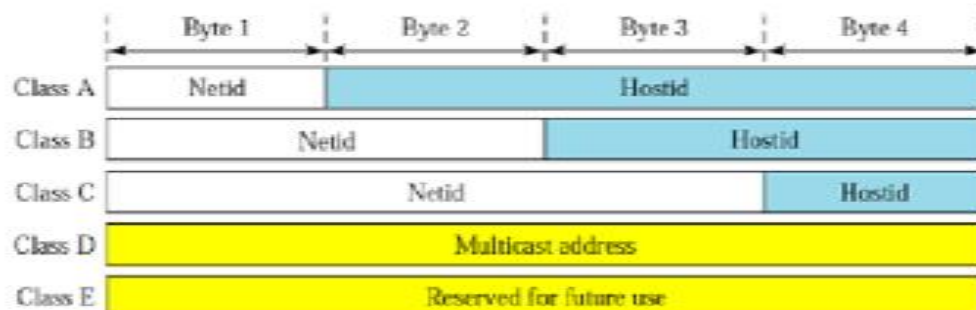 Byte 1 Byte 2 Byte 3 Byte 4
Class A Netid Hostid
Class B Netid Hostid
Class C Netid Hostid
Class D Multicast address
Class E Reserved for future use